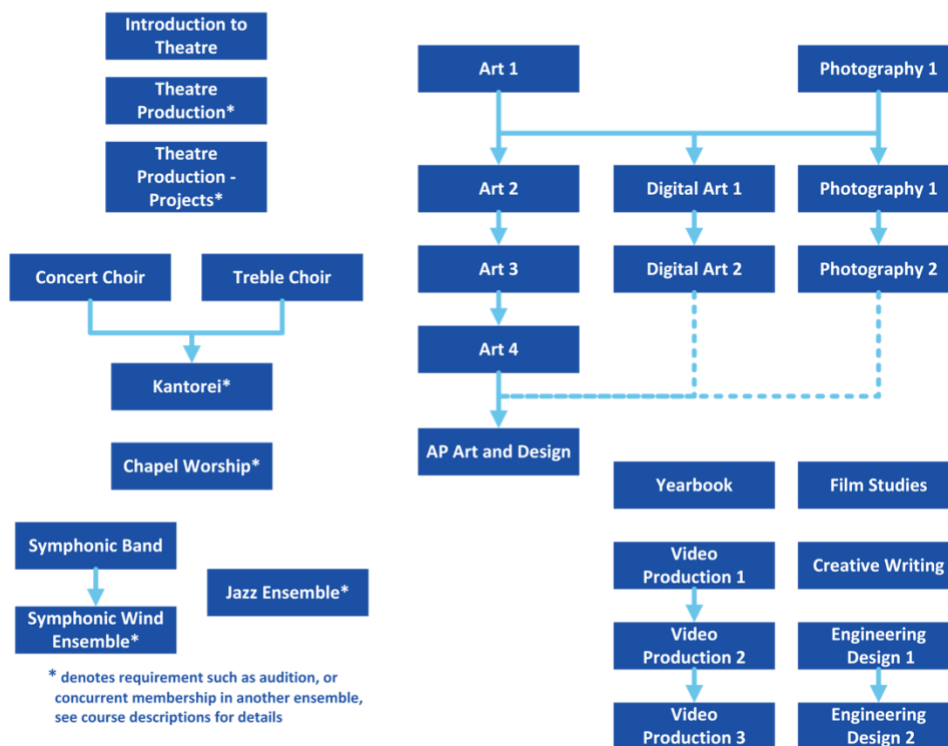 Introduction to
Theatre
Theatre
Production*
Theatre
Production -
Projects*
Concert Choir
Treble Choir
Kantorei*
Chapel Worship*
Symphonic Band
Symphonic Wind
Ensemble*
Jazz Ensemble*
* denotes requirement such as audition, or
concurrent membership in another ensemble,
see course descriptions for details
Art 1
Photography 1
Art 2
Digital Art 1
Photography 1
Art 3
Digital Art 2
Photography 2
Art 4
AP Art and Design
Yearbook
Film Studies
Video
Production 1
Creative Writing
Video
Production 2
Engineering
Design 1
Video
Production 3
Engineering
Design 2